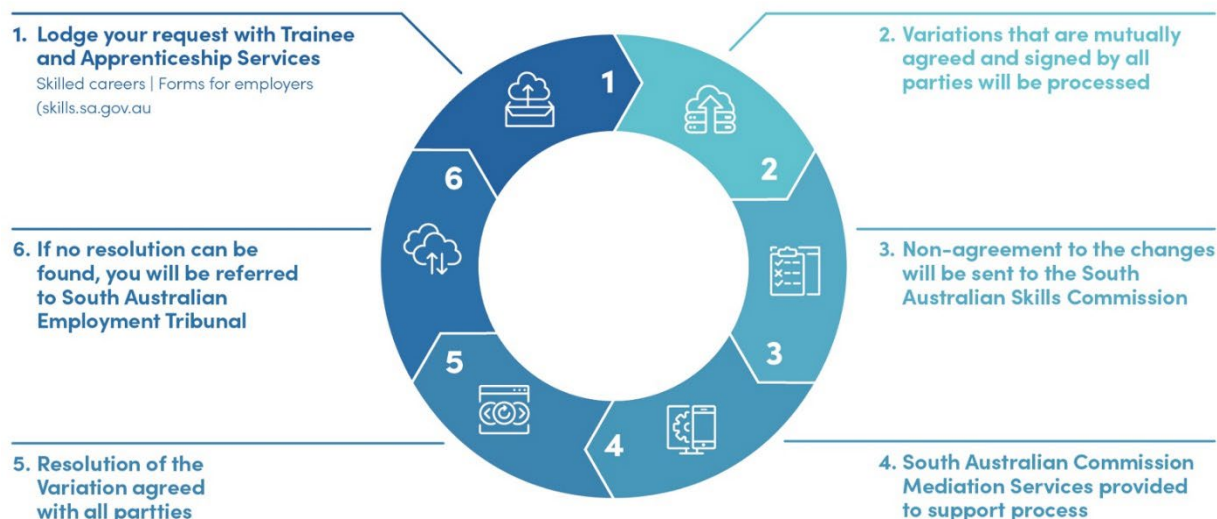 1. Lodge your request with Trainee
and Apprenticeship Services
Skilled careers | Forms for employers
(skills.sa.gov.au
2. Variations that are mutually
agreed and signed by all
parties will be processed
3. Non-agreement to the changes
will be sent to the South
Australian Skills Commission
4. South Australian Commission
Mediation Services provided
to support process
5. Resolution of the
Variation agreed
with all partties
6. If no resolution can be
found, you will be referred
to South Australian
Employment Tribunal
1
2
3
4
5
6